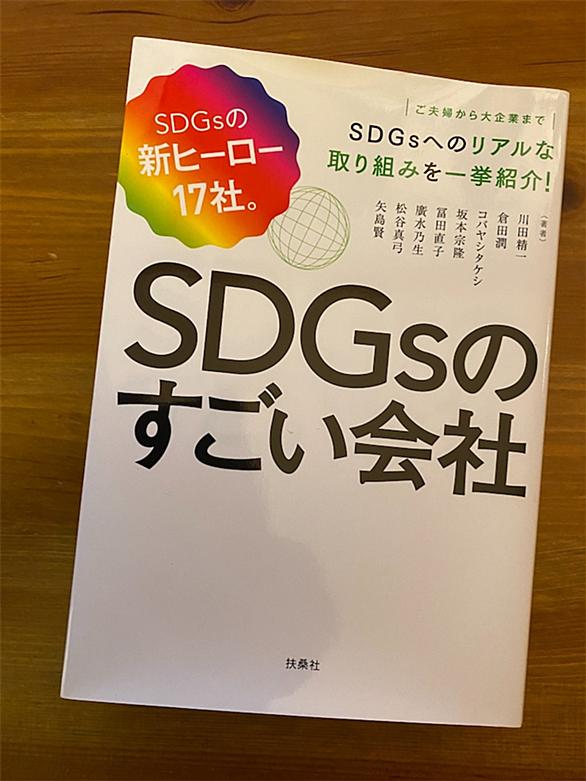 SDGsの
新ヒーロー
17社。
ご夫婦から大企業まで
SDGsへのリアルな
取り組みを一挙紹介!
(著者)
川田精一
倉田潤
コバヤシタケシ
坂本宗隆
冨田直子
廣水乃生
松谷真弓
矢島賢
SDGsの
すごい会社
扶桑社